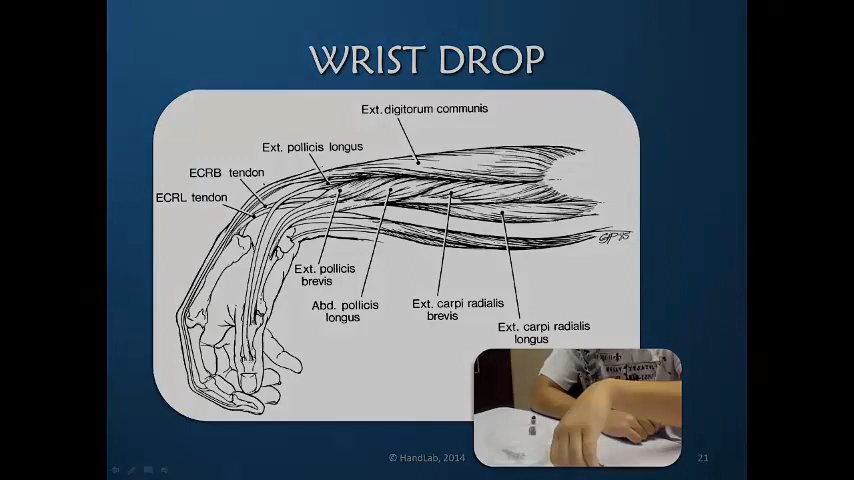 WRIST DROP
Ext. digitorum communis
Ext. pollicis longus
ECRB tendon
ECRL tendon
Ext. pollicis
brevis
Abd. pollicis
longus
Ext. carpi radialis
brevis
Ext. carpi radialis
longus
© HandLab, 2014
21